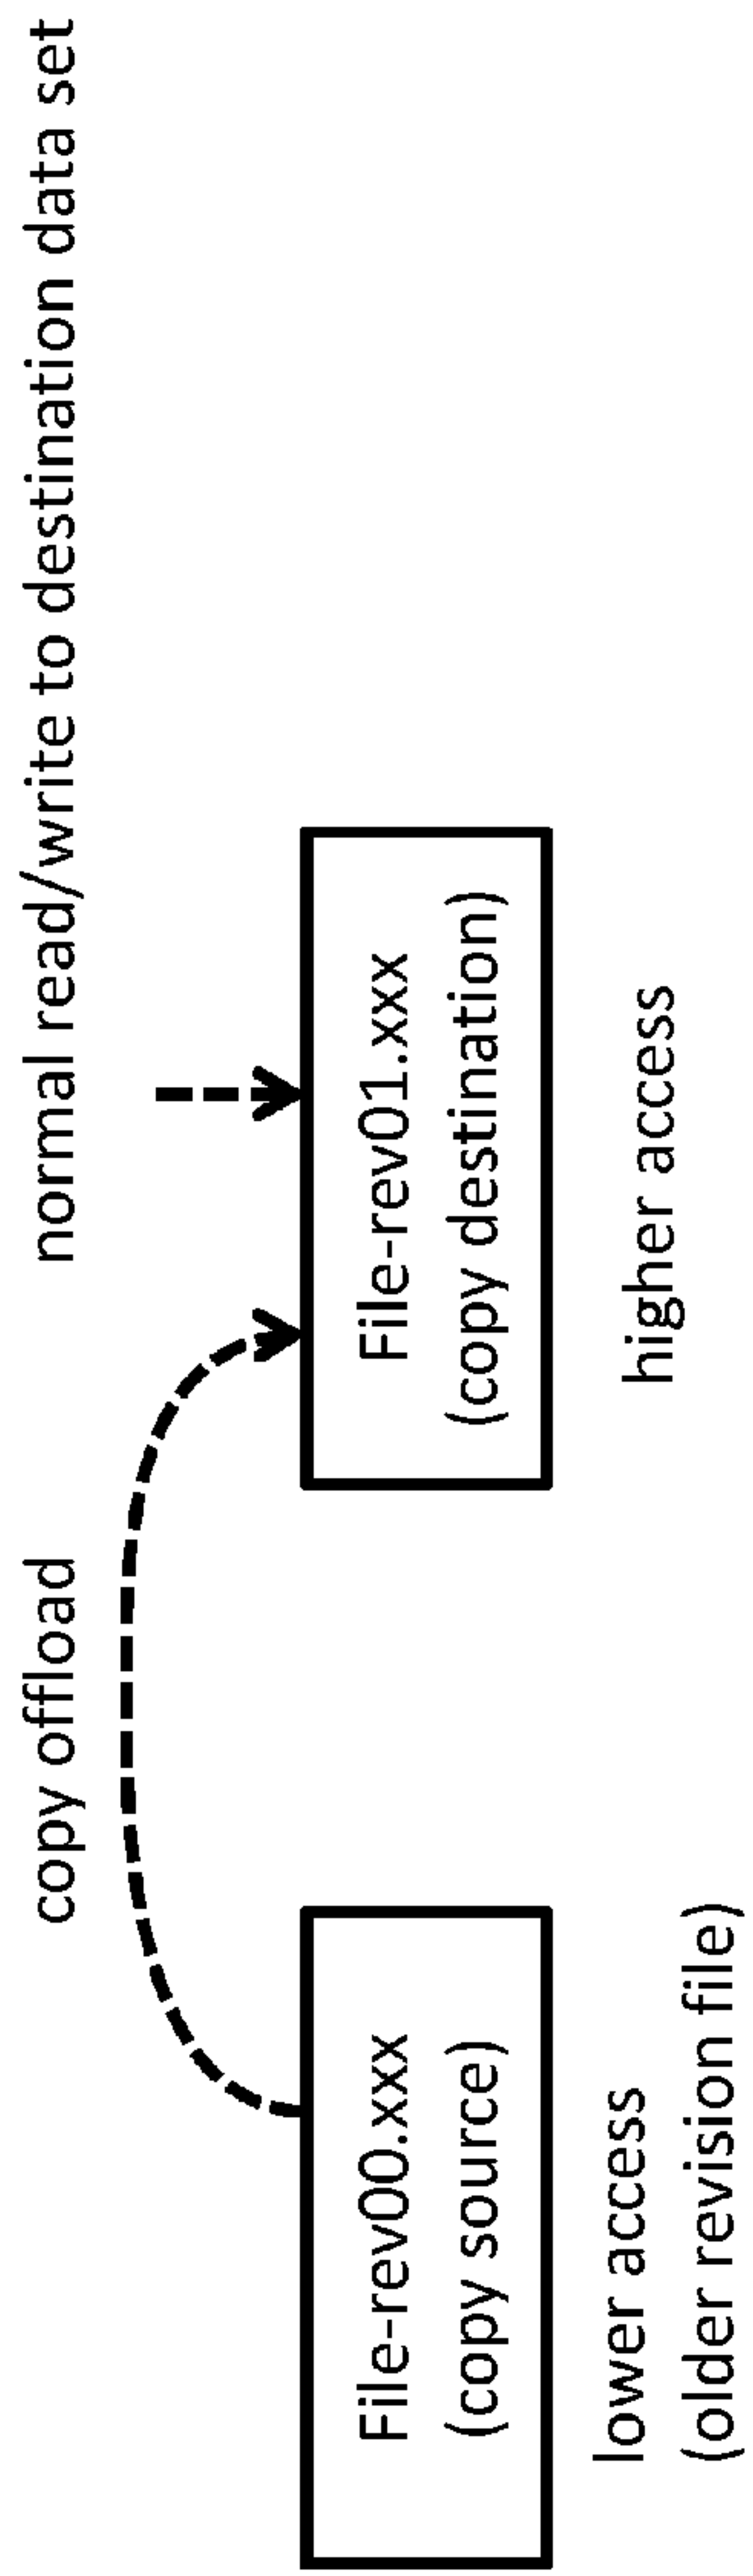 copy offload
normal read/write to destination data set
File-rev00.xxx
(copy source)
File-rev01.xxx
(copy destination)
lower access
(older revision file)
higher access